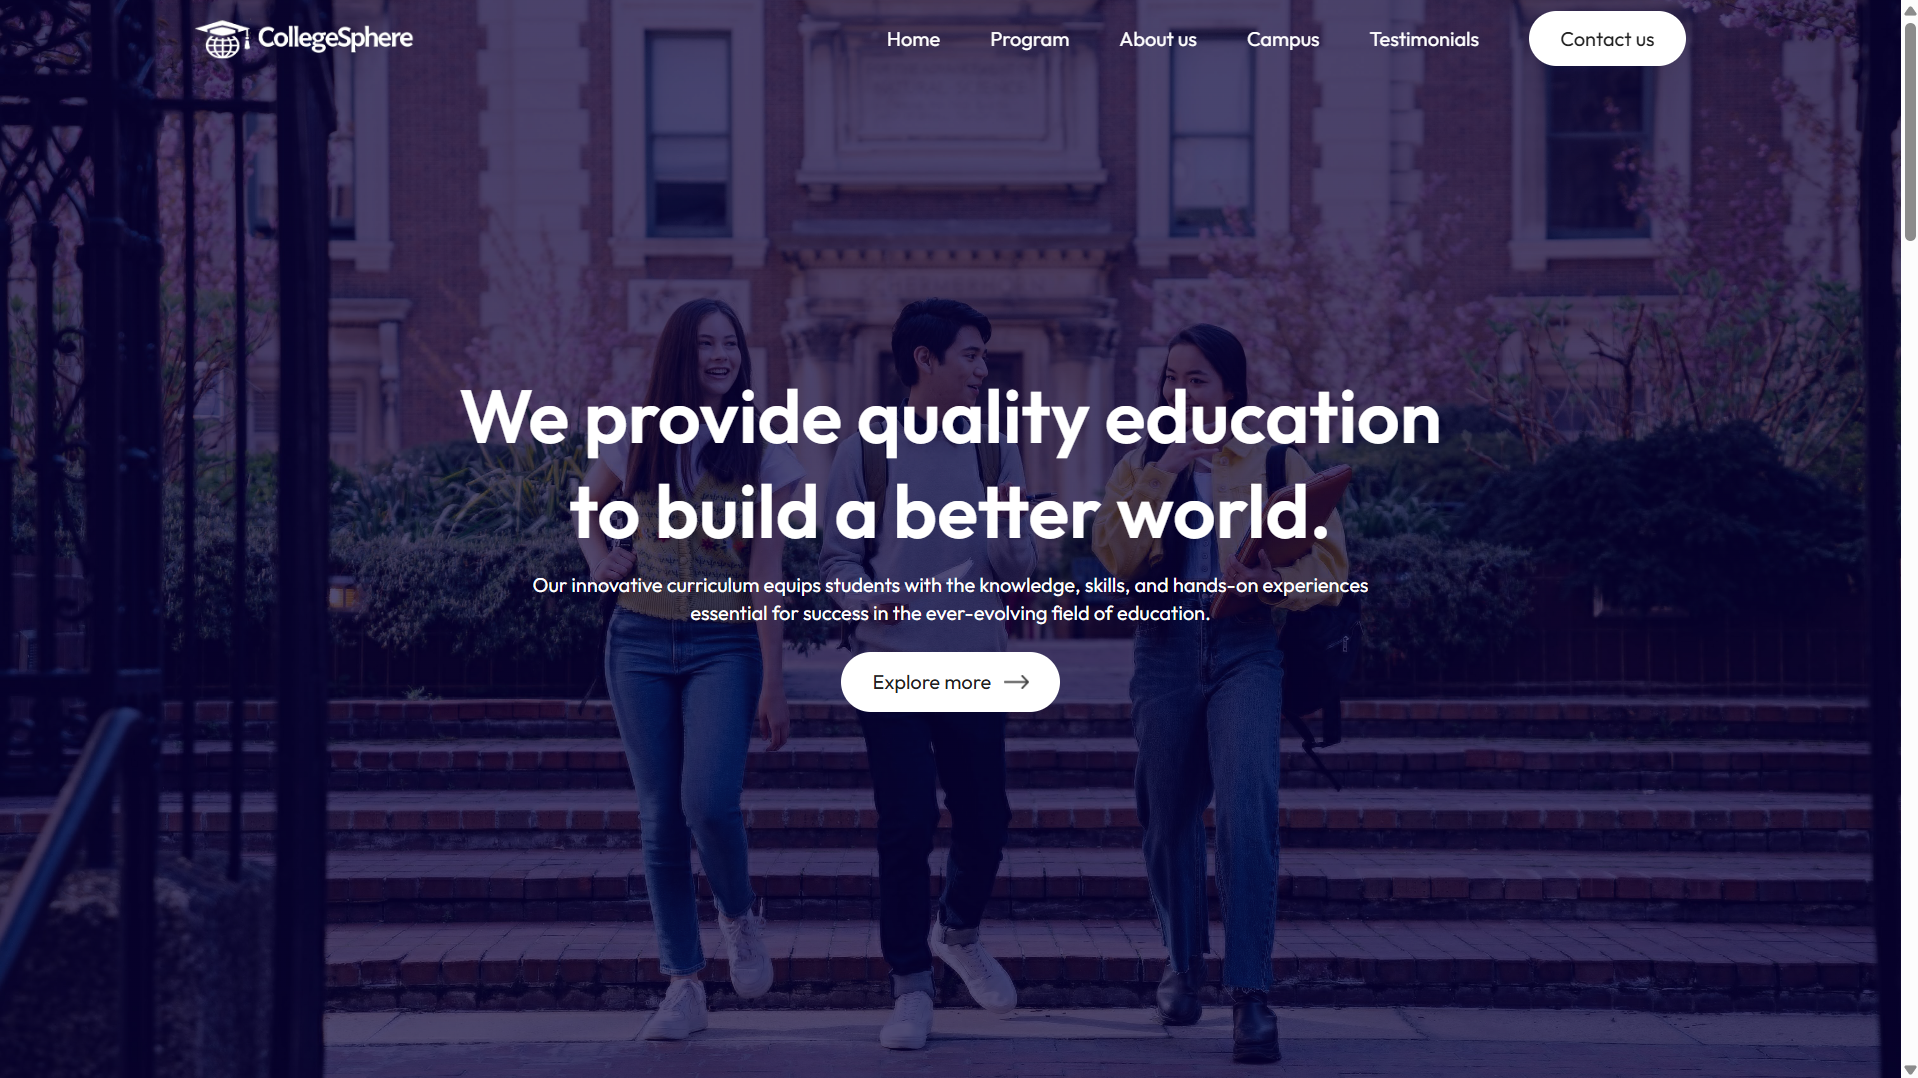 CollegeSphere
Home Program About us Campus Testimonials Contact us
We provide quality education
to build a better world.
Our innovative curriculum equips students with the knowledge, skills, and hands-on experiences
essential for success in the ever-evolving field of education.
Explore more